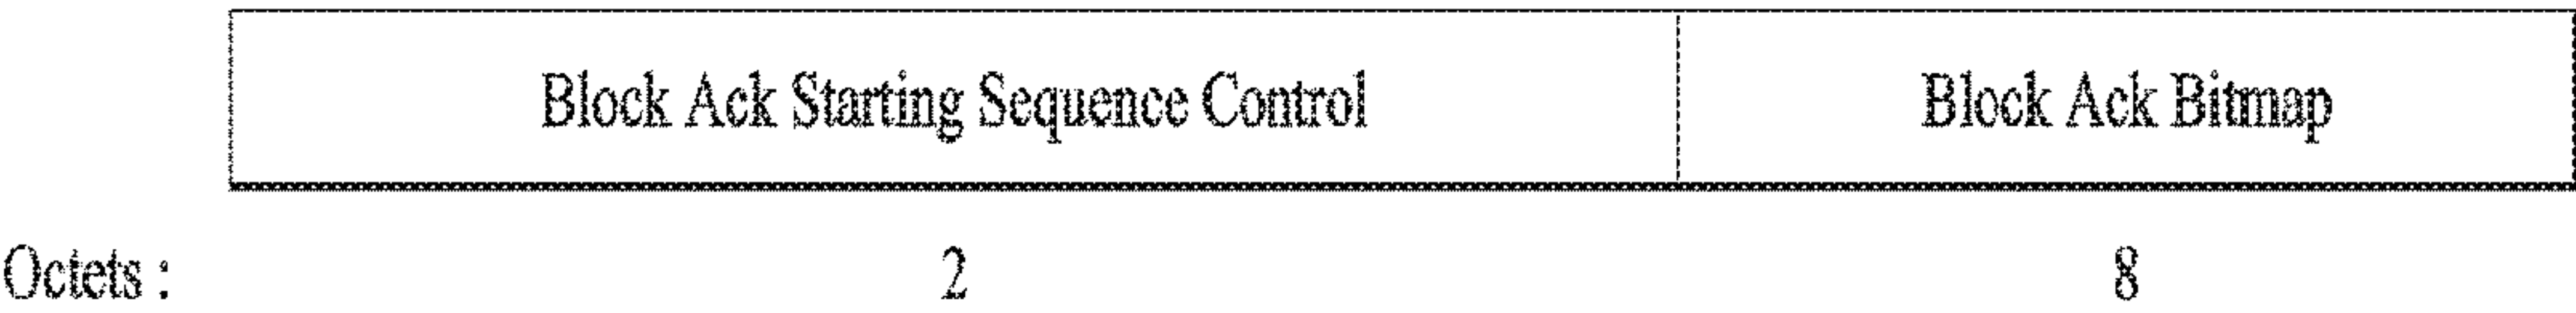 Block Ack Starting Sequence Control Block Ack Bitmap
Octets : 2 8